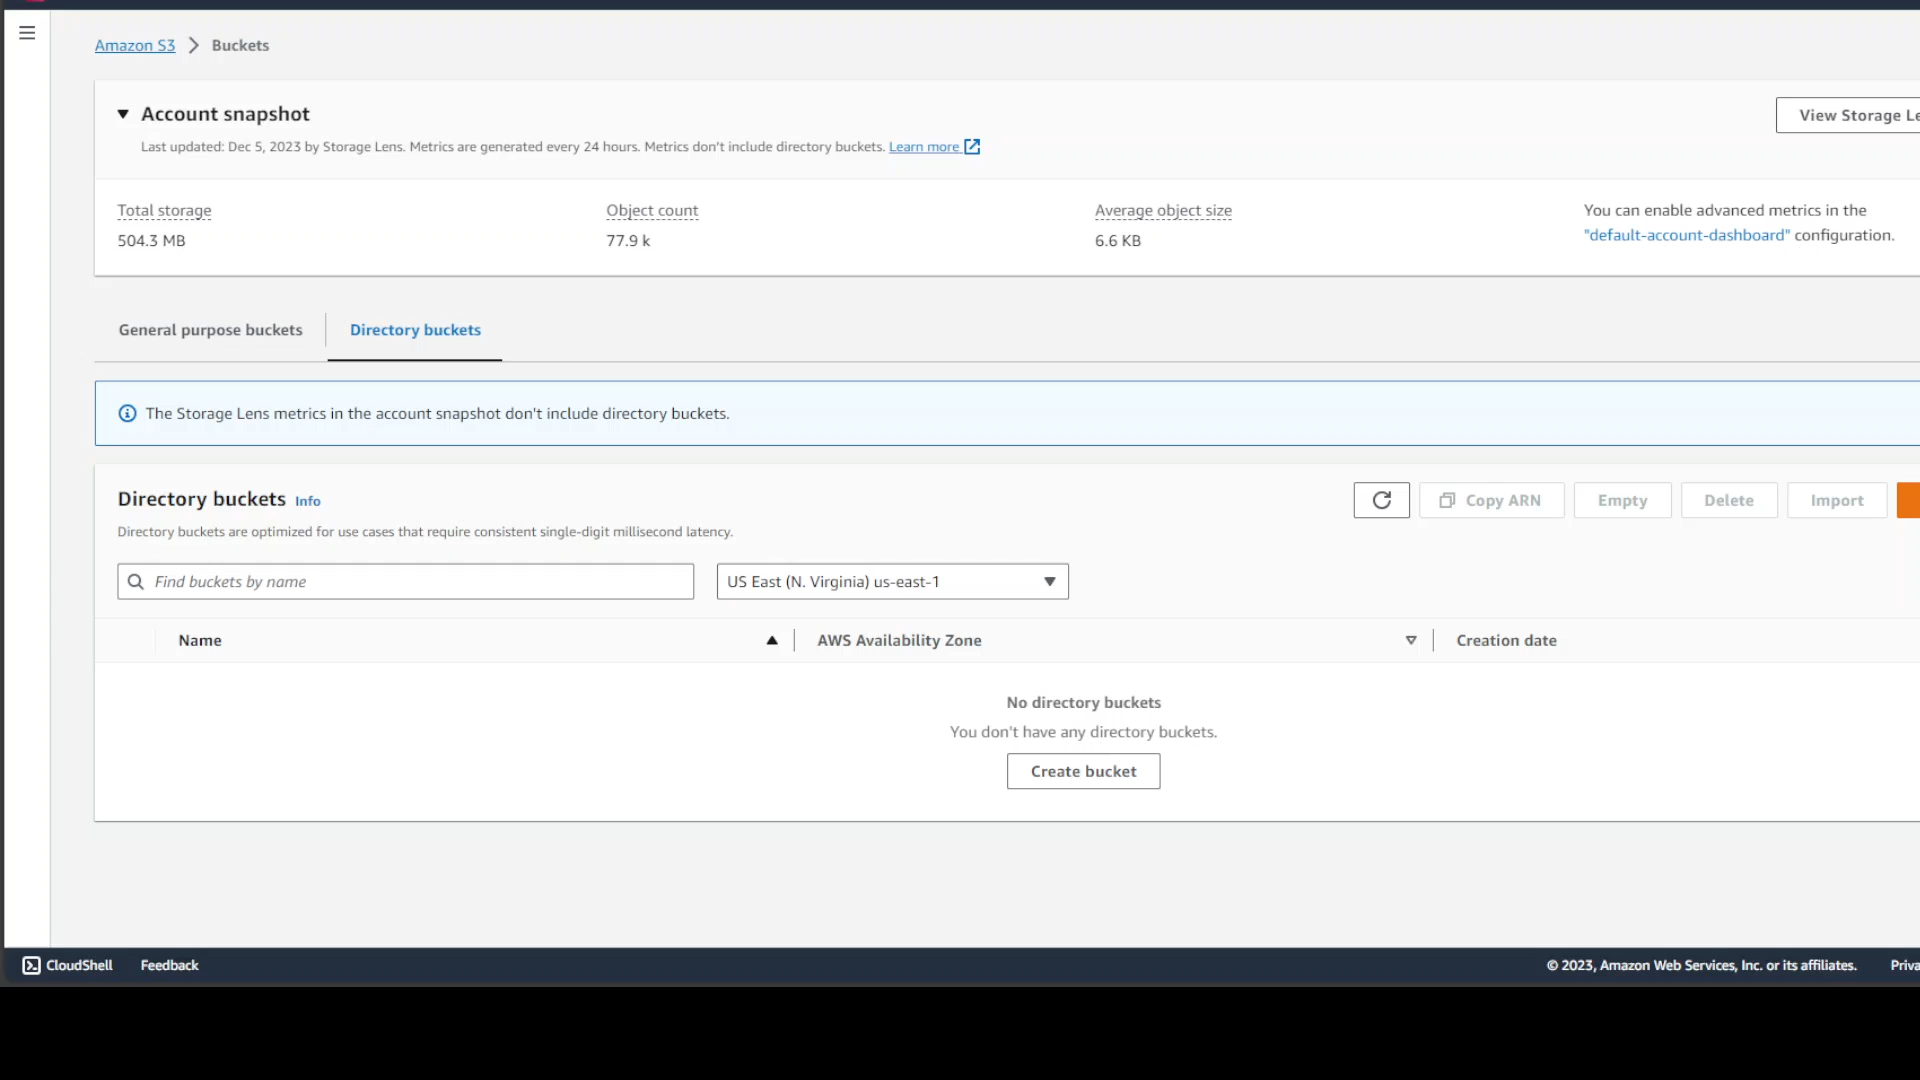 Amazon S3 > Buckets
Account snapshot
View Storage Le
Last updated: Dec 5, 2023 by Storage Lens. Metrics are generated every 24 hours. Metrics don't include directory buckets. Learn more
Total storage
504.3 MB
Object count
77.9 k
Average object size
6.6 KB
You can enable advanced metrics in the
"default-account-dashboard" configuration.
General purpose buckets
Directory buckets
The Storage Lens metrics in the account snapshot don't include directory buckets.
Directory buckets Info
Copy ARN
Empty
Delete
Import
Directory buckets are optimized for use cases that require consistent single-digit millisecond latency.
Find buckets by name
US East (N. Virginia) us-east-1
Name
AWS Availability Zone
Creation date
No directory buckets
You don't have any directory buckets.
Create bucket
CloudShell
Feedback
© 2023, Amazon Web Services, Inc. or its affiliates.
Priva